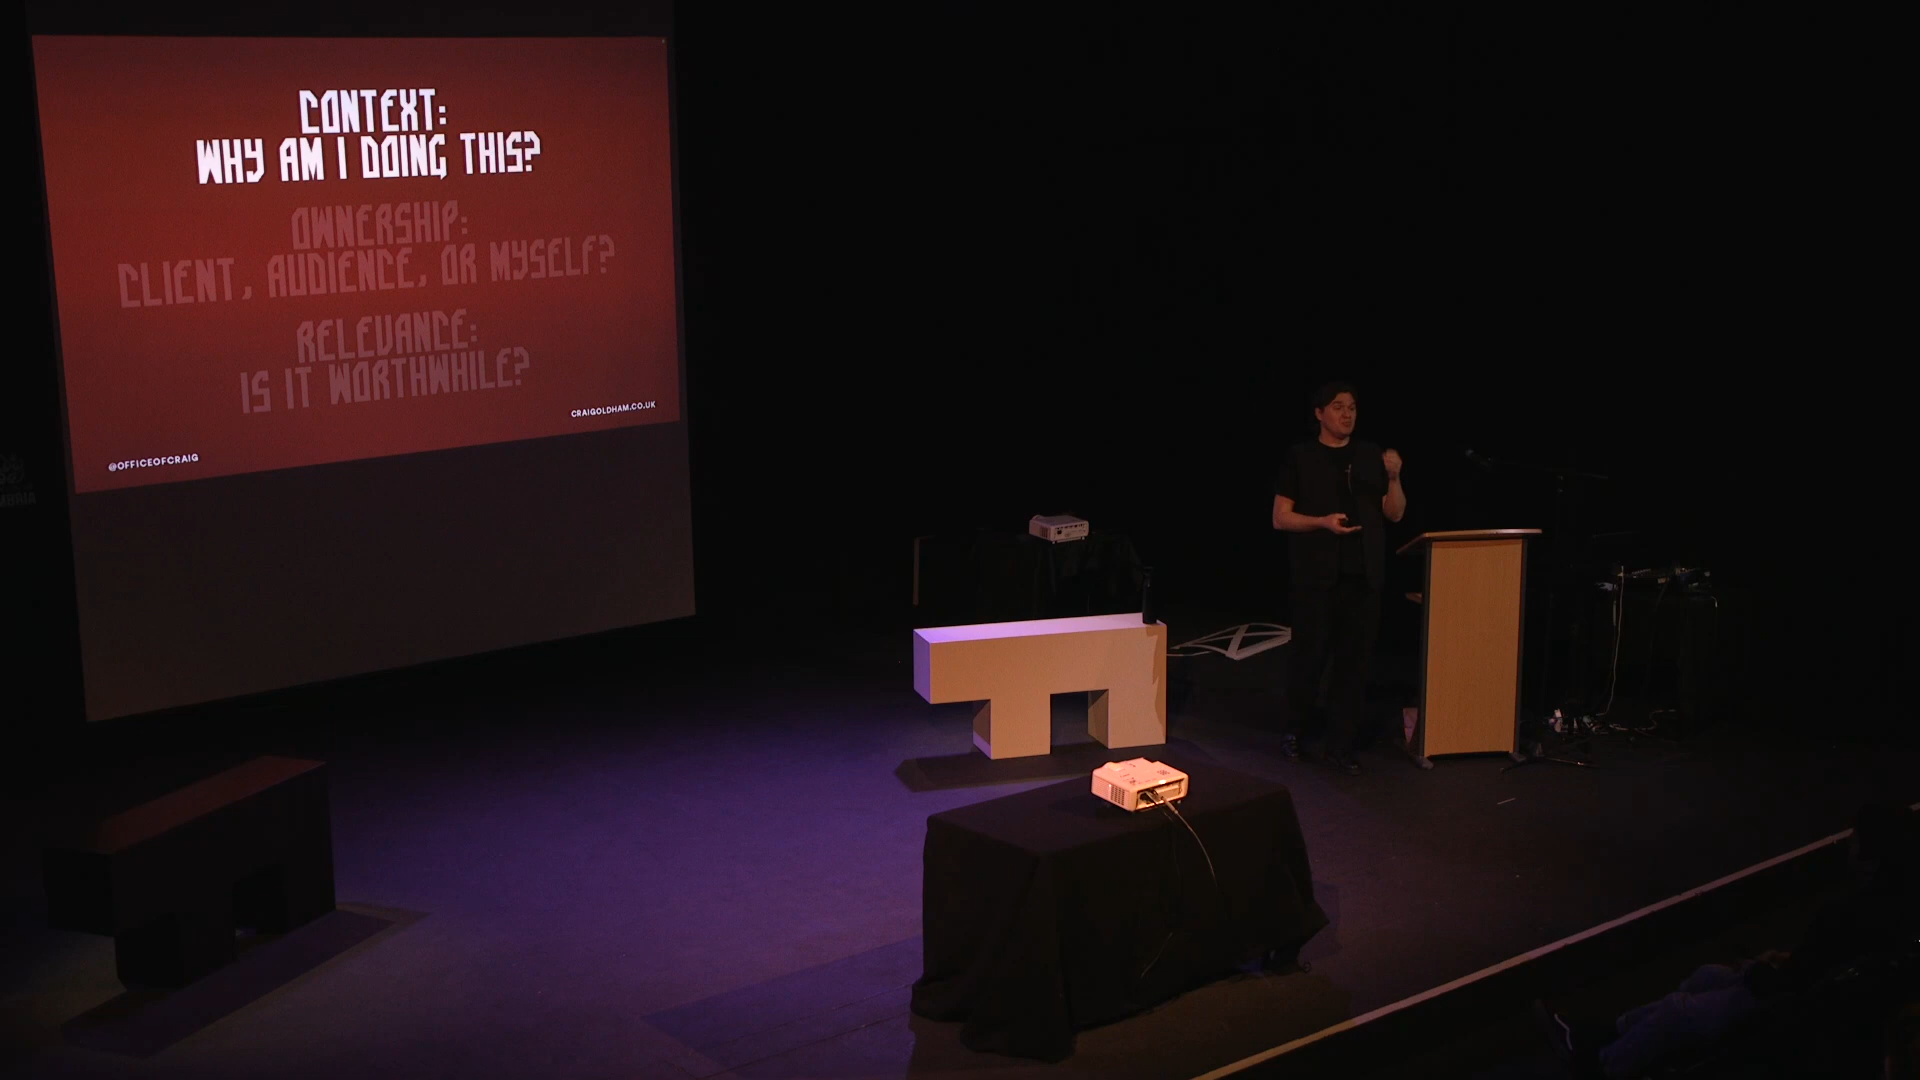 CONTEXT:
WHY AM I DOING THIS?
OWNERSHIP:
CLIENT, AUDIENCE, OR MYSELF?
RELEVANCE:
IS IT WORTHWHILE?
CRAIGOLDHAM.CO.UK
@OFFICEOFCRAIG